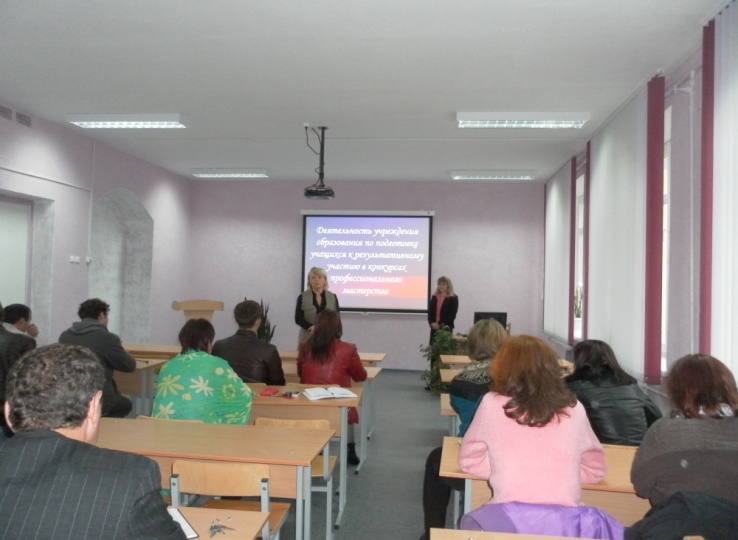 Деятельность учреждения
образования по подготовке
учащихся к результативному
участию в конкурсах
профессионального
мастерства